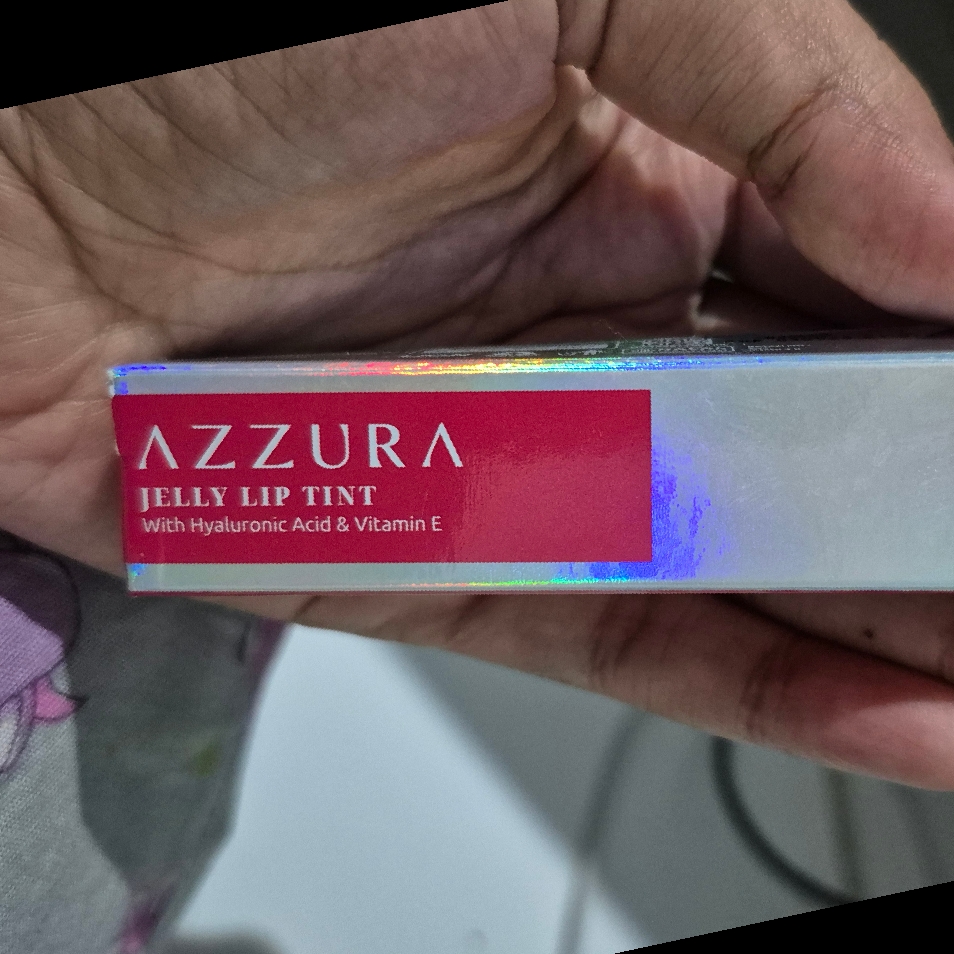 AZZURA
JELLY LIP TINT
With Hyaluronic Acid & Vitamin E